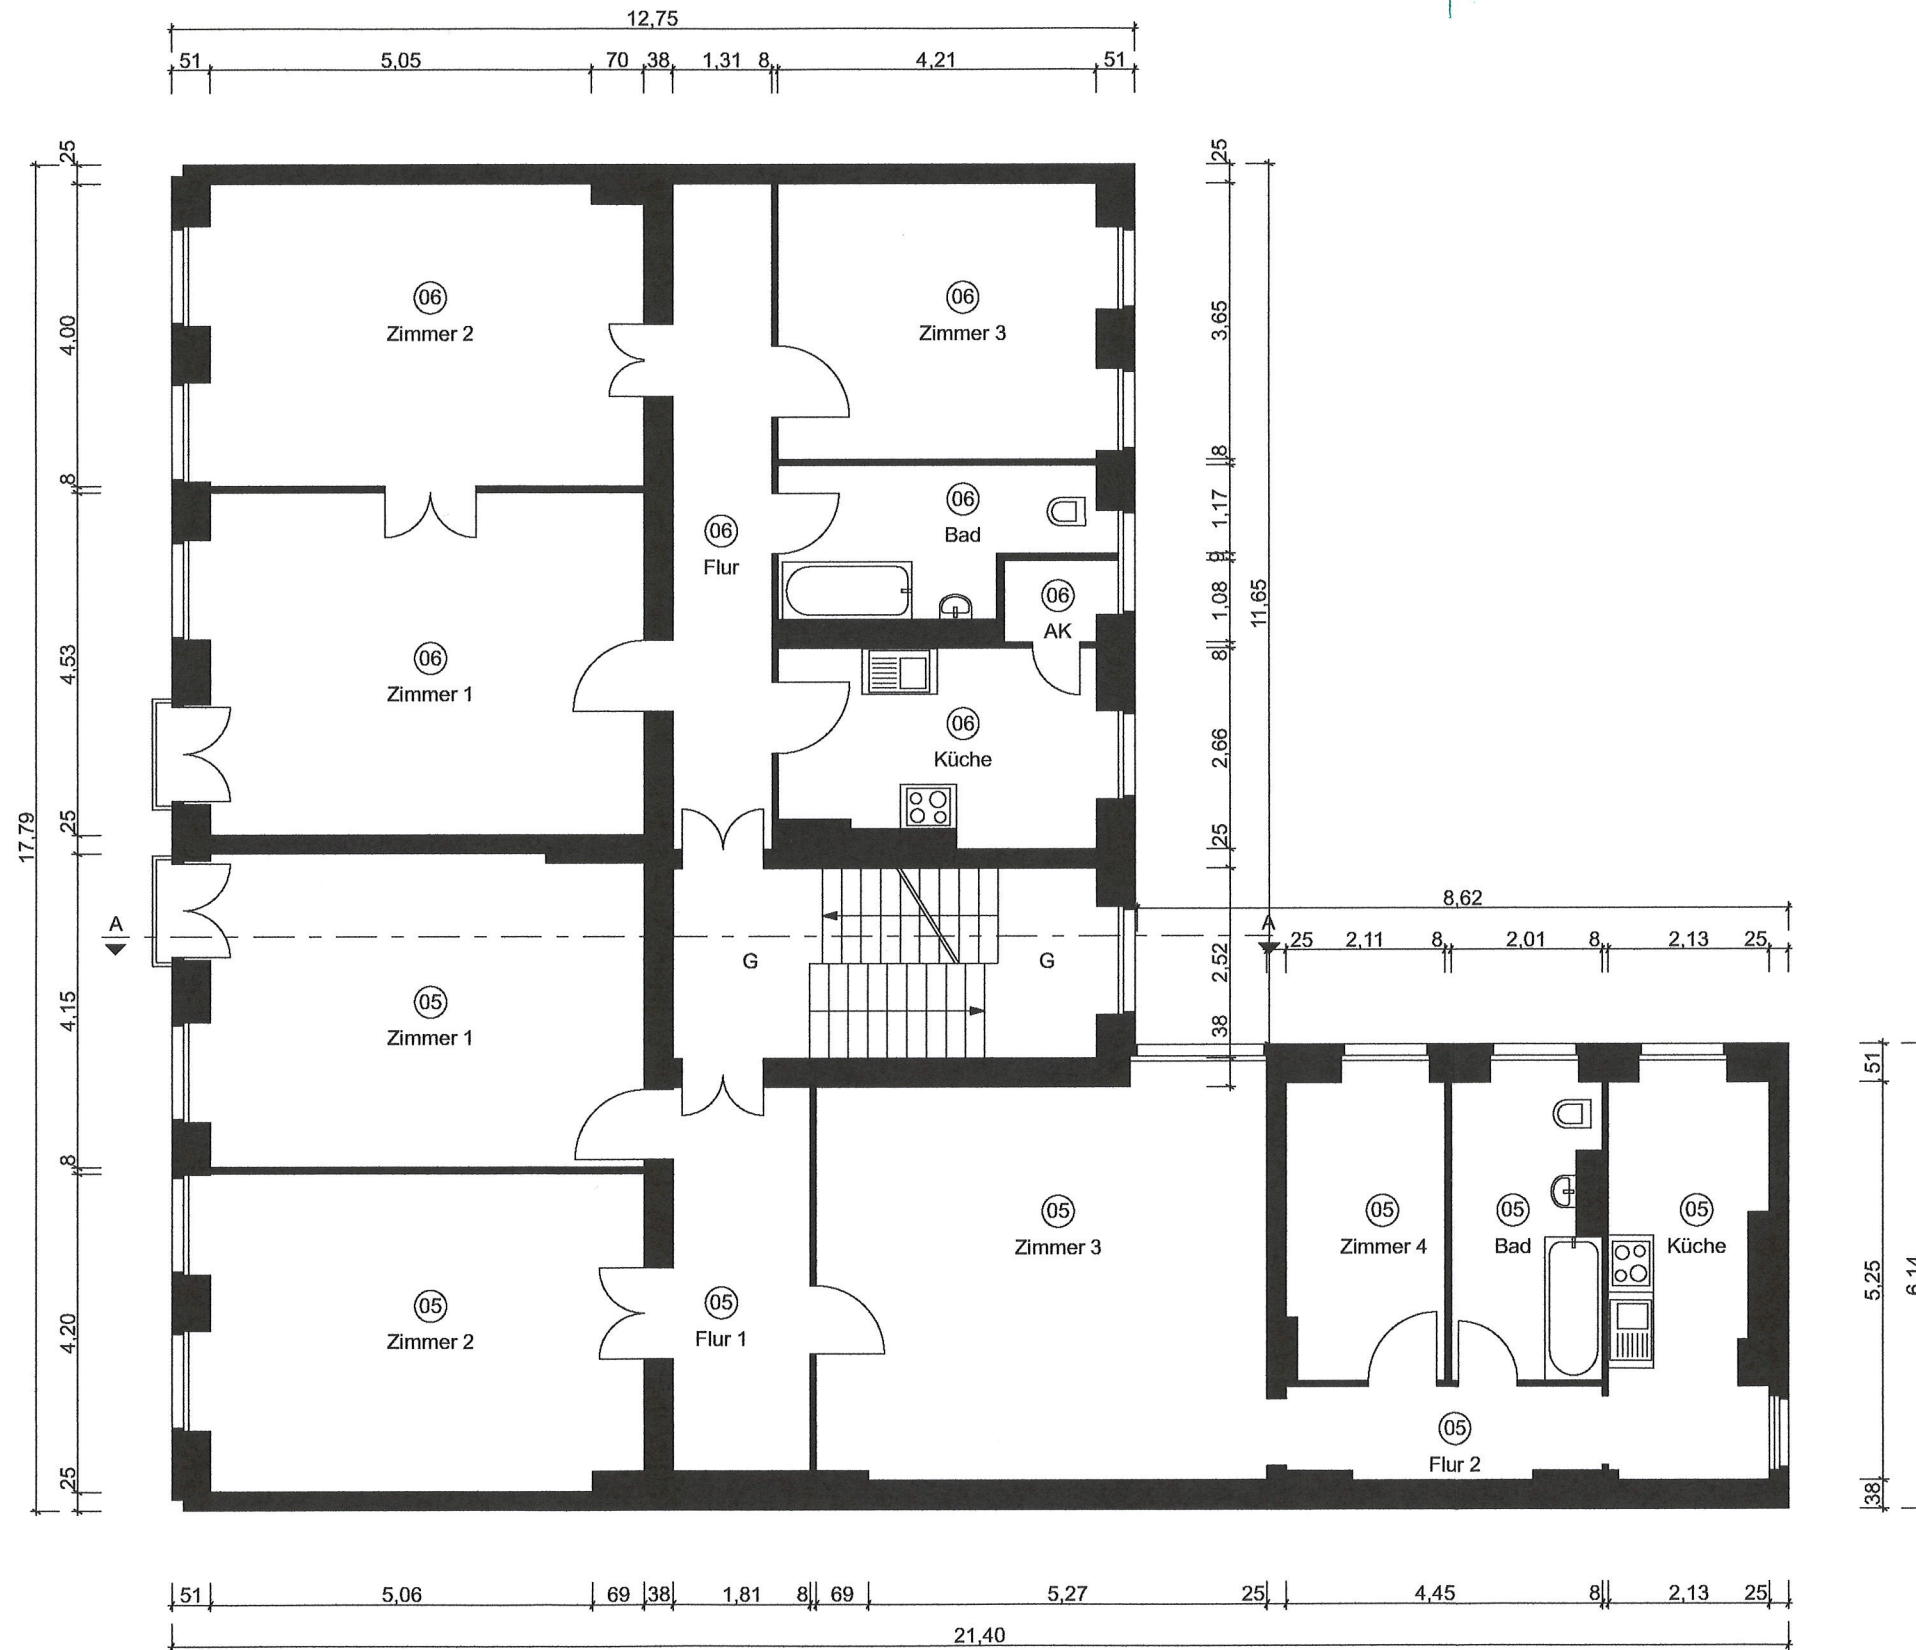 12,75
51 5,05 70 38 1,31 8 4,21 51
25
4,00
8
4,53
25
4,15
8
4,20
25
17,79
25
3,65
8
1,17
9
1,08
8
2,66
25
2,52
38
11,65
06
Zimmer 2
06
Zimmer 3
06
Flur
06
Bad
06
AK
06
Zimmer 1
06
Küche
A
A
G
G
8,62
25 2,11 8 2,01 8 2,13 25
05
Zimmer 1
05
Zimmer 3
05
Zimmer 4
05
Bad
05
Küche
05
Zimmer 2
05
Flur 1
05
Flur 2
51
5,25
38
6,14
51 5,06 69 38 1,81 8 69 5,27 25 4,45 8 2,13 25
21,40